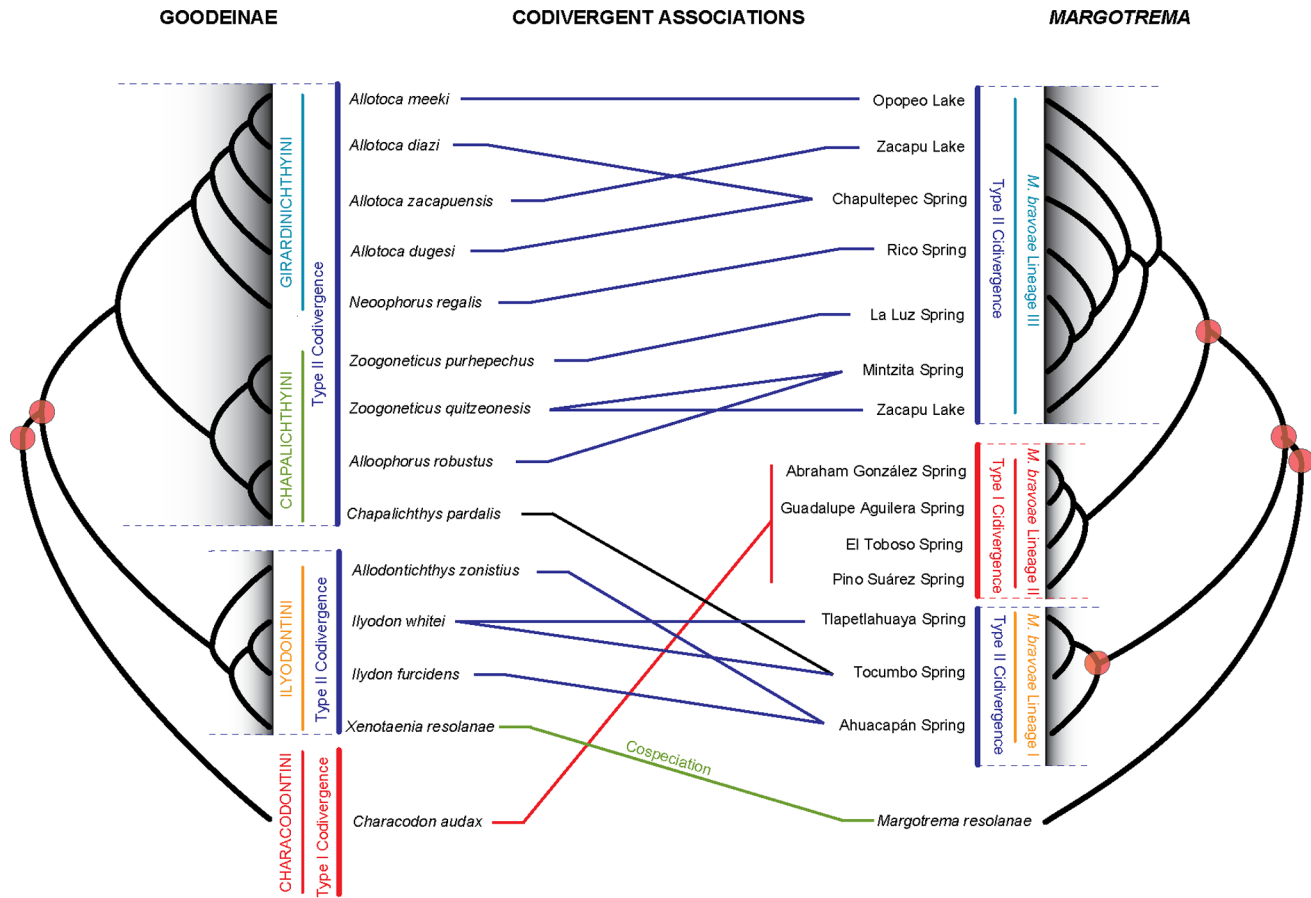 GOODEINAE
CODIVERGENT ASSOCIATIONS
MARGOTREMA
GIRARDINICHTHYINI
CHAPALICHTHYINI
Type II Codivergence
ILYODONTINI
Type II Codivergence
CHARACODONTINI
Type I Codivergence
Allotoca meeki
Allotoca diazi
Allotoca zacapuensis
Allotoca dugesi
Neoophorus regalis
Zoogoneticus purhepechus
Zoogoneticus quitzeonesis
Alloophorus robustus
Chapalichthys pardalis
Allodontichthys zonistius
Ilyodon whitei
Ilydon furcidens
Xenotaenia resolanae
Characodon audax
Cospeciation
Opopeo Lake
Zacapu Lake
Chapultepec Spring
Rico Spring
La Luz Spring
Mintzita Spring
Zacapu Lake
Abraham González Spring
Guadalupe Aguilera Spring
El Toboso Spring
Pino Suárez Spring
Tlapetlahuaya Spring
Tocumbo Spring
Ahuacapán Spring
Margotrema resolanae
Type II Cidivergence
M. bravoae Lineage III
Type I Cidivergence
M. bravoae Lineage II
Type II Cidivergence
M. bravoae Lineage I